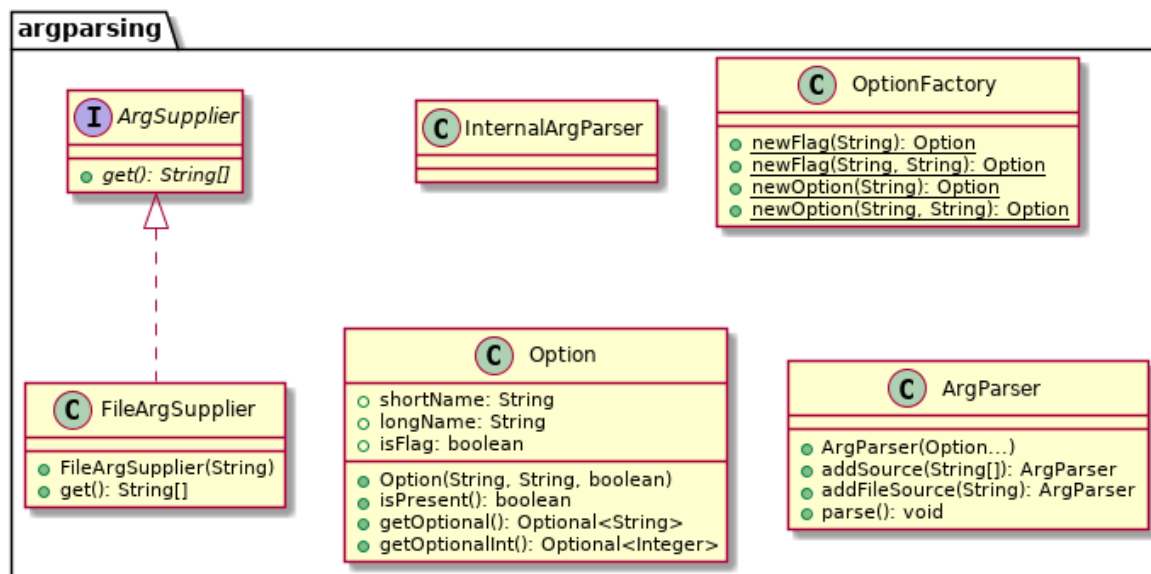 argparsing
I ArgSupplier
get(): String[]
C InternalArgParser
C OptionFactory
newFlag(String): Option
newFlag(String, String): Option
newOption(String): Option
newOption(String, String): Option
C FileArgSupplier
FileArgSupplier(String)
get(): String[]
C Option
shortName: String
longName: String
isFlag: boolean
Option(String, String, boolean)
isPresent(): boolean
getOptional(): Optional<String>
getOptionalInt(): Optional<Integer>
C ArgParser
ArgParser(Option...)
addSource(String[]): ArgParser
addFileSource(String): ArgParser
parse(): void